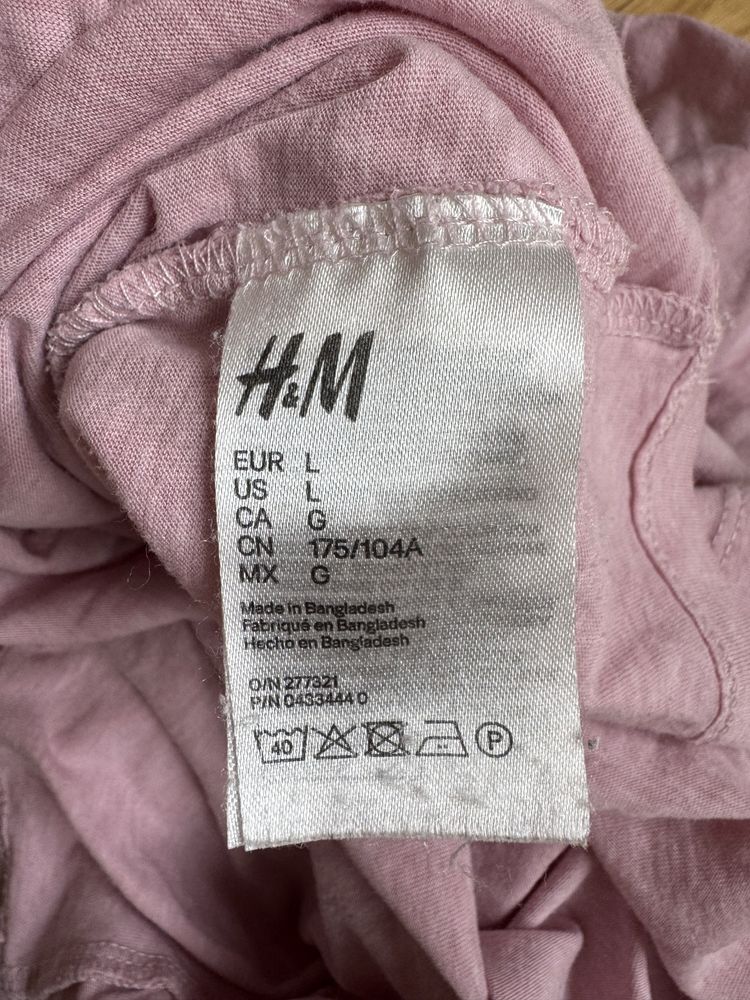 H&M
EUR L
US L
CA G
CN 175/104A
MX G
Made in Bangladesh
Fabriqué en Bangladesh
Hecho en Bangladesh
O/N 277321
P/N 0433444 0
40 P